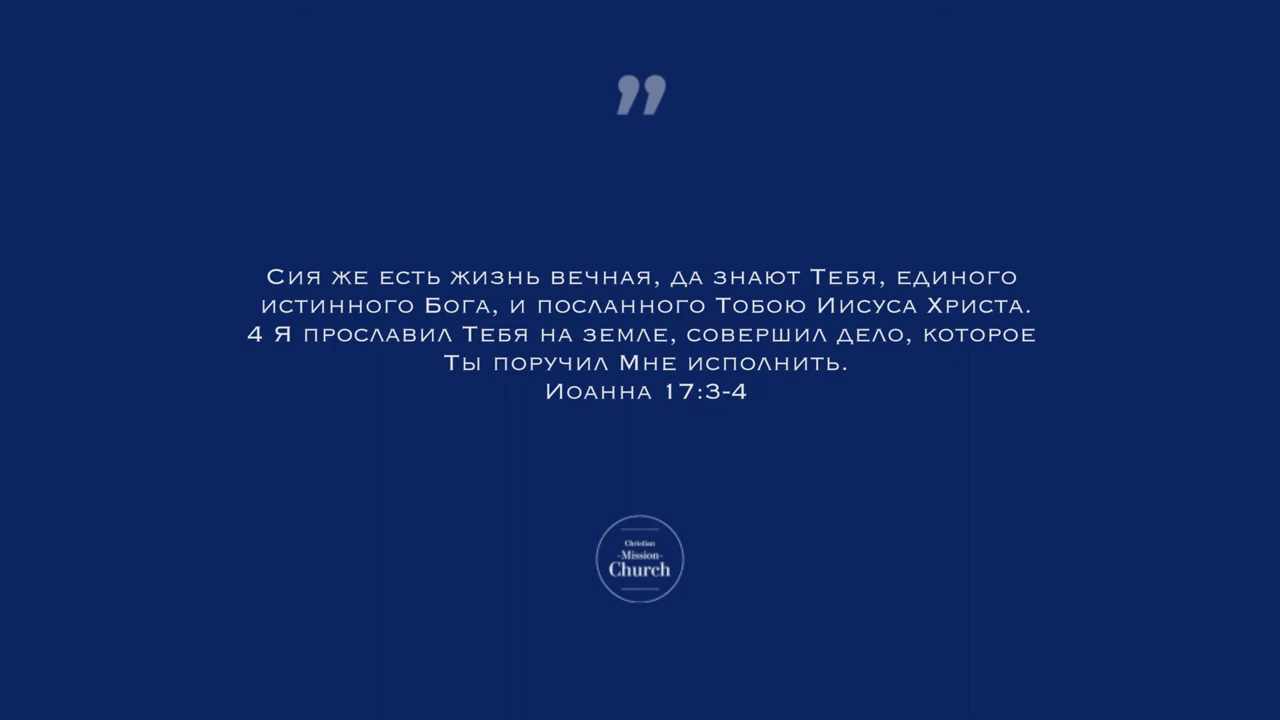 ”
Сия же есть жизнь вечная, да знают Тебя, единого
истинного Бога, и посланного Тобою Иисуса Христа.
4 Я прославил Тебя на земле, совершил дело, которое
Ты поручил Мне исполнить.
Иоанна 17:3-4
Christian
-Mission-
Church